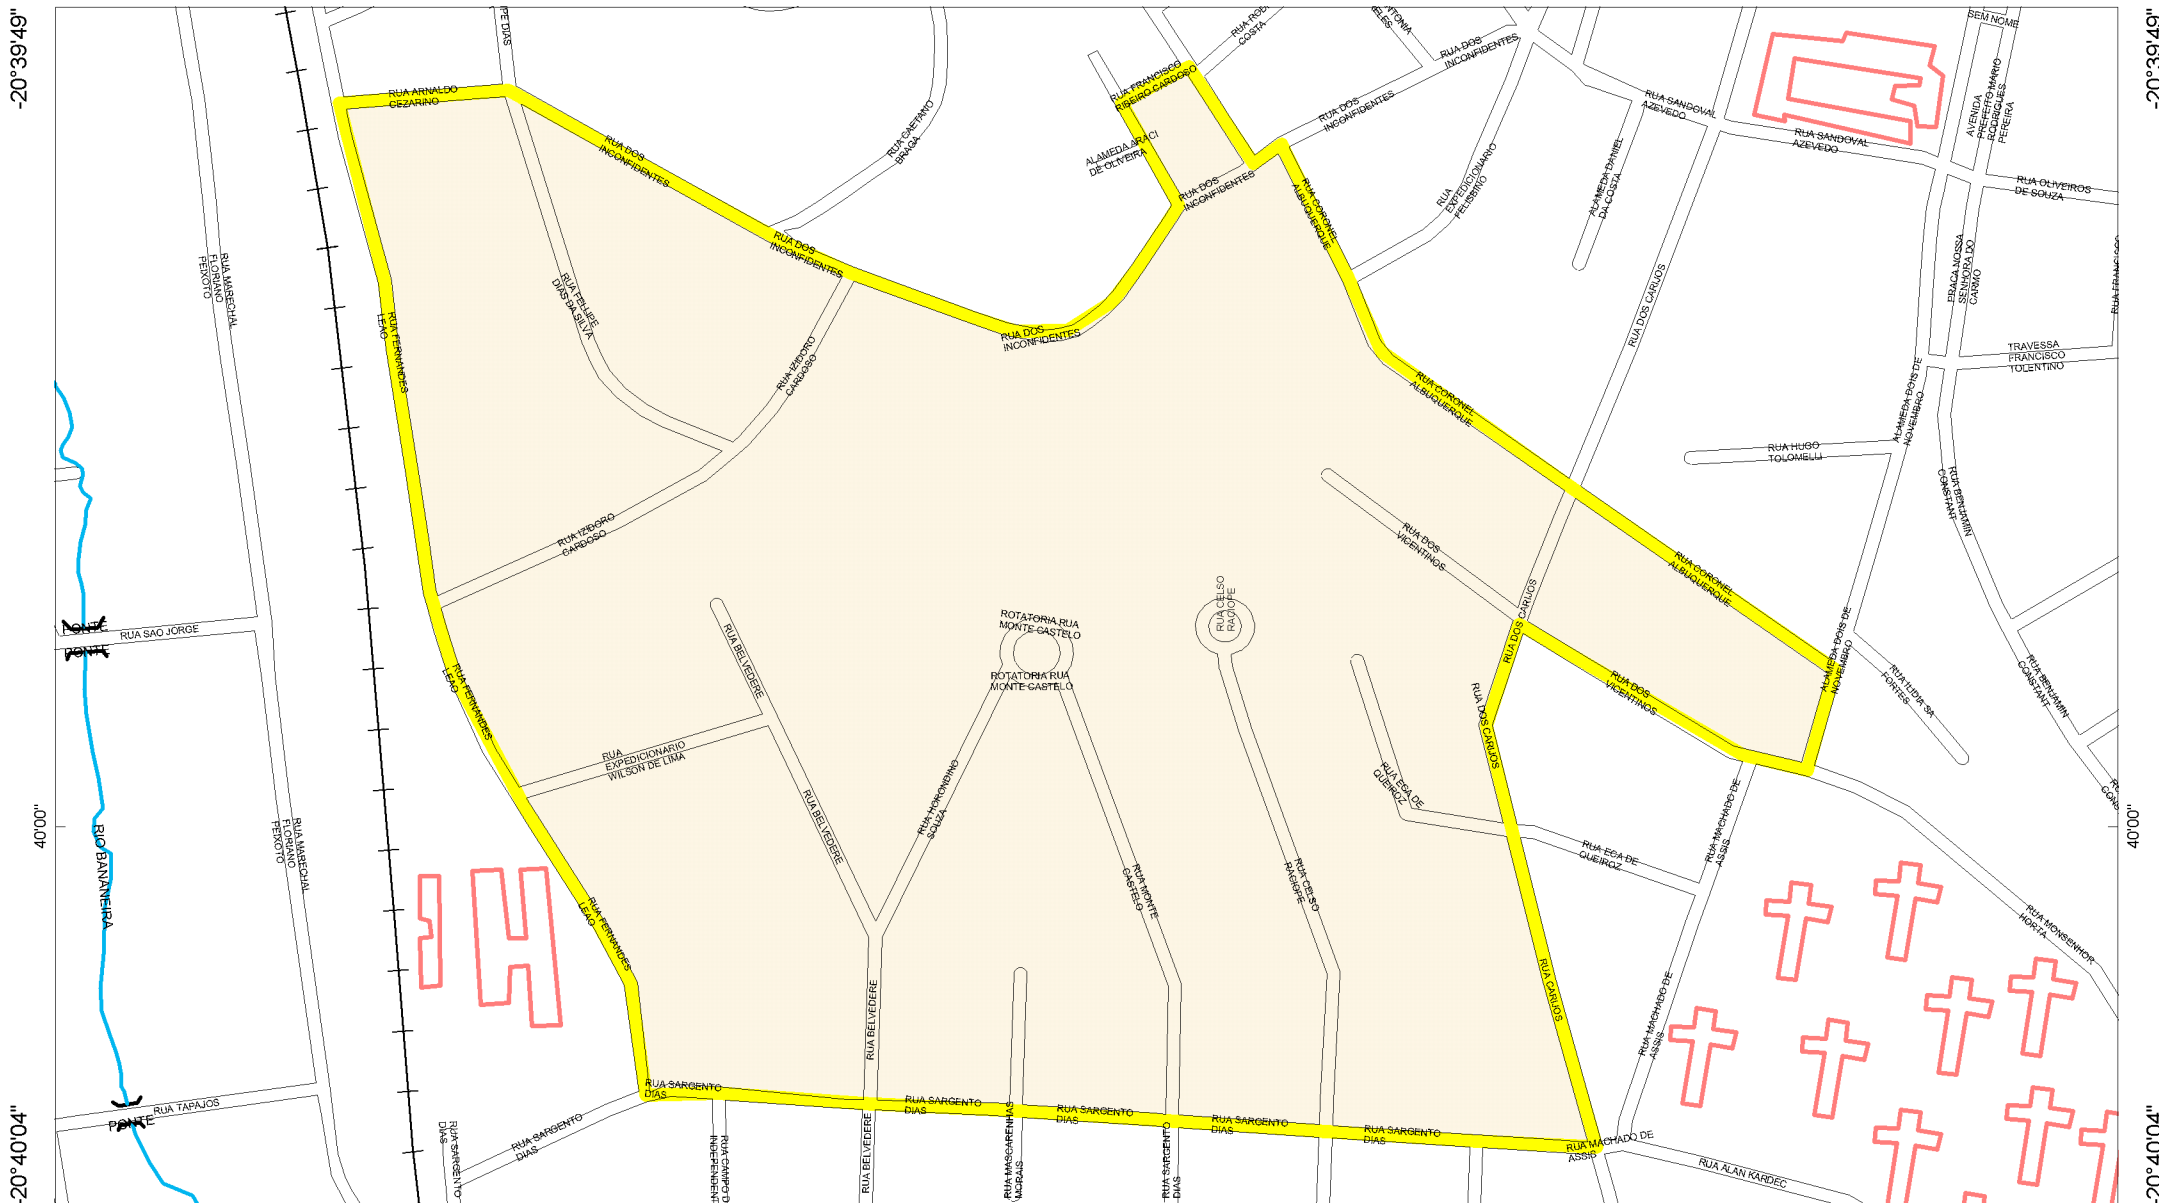 -20°39'49"
-20°39'49"
SEM NOME
RUA DOS
INCONFIDENTES
COSTA
RUA ARNALDO
CEZARINO
RUA FRANCISCO
RIBEIRO CARDOSO
RUA DOS
INCONFIDENTES
RUA SANDOVAL
AZEVEDO
AVENIDA
PREFEITO MARIO
RODRIGUES
PEREIRA
RUA SANDOVAL
AZEVEDO
RUA CAETANO
BRAGA
RUA DOS
INCONFIDENTES
ALAMEDA ARACI
DE OLIVEIRA
RUA DOS
INCONFIDENTES
RUA CORONEL
ALBUQUERQUE
RUA
EXPEDICIONARIO
FELISBINO
ALAMEDA DANIEL
DA COSTA
RUA OLIVEIROS
DE SOUZA
RUA DOS
INCONFIDENTES
RUA MARECHAL
FLORIANO
PEIXOTO
PRACA NOSSA
SENHORA DO
CARMO
RUA FELIPE
DIAS DA SILVA
RUA FERNANDES
LEAO
RUA DOS
INCONFIDENTES
RUA DOS CARIJOS
RUA IZIDORO
CARDOSO
TRAVESSA
FRANCISCO
TOLENTINO
RUA CORONEL
ALBUQUERQUE
ALAMEDA DOIS DE
NOVEMBRO
RUA HUGO
TOLOMELLI
RUA BENJAMIN
CONSTANT
RUA IZIDORO
CARDOSO
RUA DOS
VICENTINOS
RUA CORONEL
ALBUQUERQUE
PONTE
RUA SAO JORGE
PONTE
ROTATORIA RUA
MONTE CASTELO
RUA CELSO
RACIOPE
RUA DOS CARIJOS
ALAMEDA DOIS DE
NOVEMBRO
RUA BELVEDERE
ROTATORIA RUA
MONTE CASTELO
RUA FERNANDES
LEAO
RUA DOS
VICENTINOS
RUA ILIDIA SA
FORTES
RUA BENJAMIN
CONSTANT
RUA DOS CARIJOS
RUA
EXPEDICIONARIO
WILSON DE LIMA
RUA HORONDINO
SOUZA
RUA ECA DE
QUEIROZ
40'00"
40'00"
RIO BANANEIRA
RUA MARECHAL
FLORIANO
PEIXOTO
RUA BELVEDERE
RUA ECA DE
QUEIROZ
RUA MACHADO DE
ASSIS
RUA MONTE
CASTELO
RUA CELSO
RACIOPE
RUA FERNANDES
LEAO
RUA MONSENHOR
HORTA
RUA CARIJOS
RUA BELVEDERE
RUA MACHADO DE
ASSIS
RUA TAPAJOS
PONTE
RUA SARGENTO
DIAS
RUA SARGENTO
DIAS
RUA SARGENTO
DIAS
RUA SARGENTO
DIAS
RUA SARGENTO
DIAS
RUA SARGENTO
DIAS
RUA SARGENTO
DIAS
RUA BELVEDERE
RUA MASCARENHAS
MORAIS
RUA SARGENTO
DIAS
RUA MACHADO DE
ASSIS
RUA ALAN KARDEC
-20°40'04"
-20°40'04"